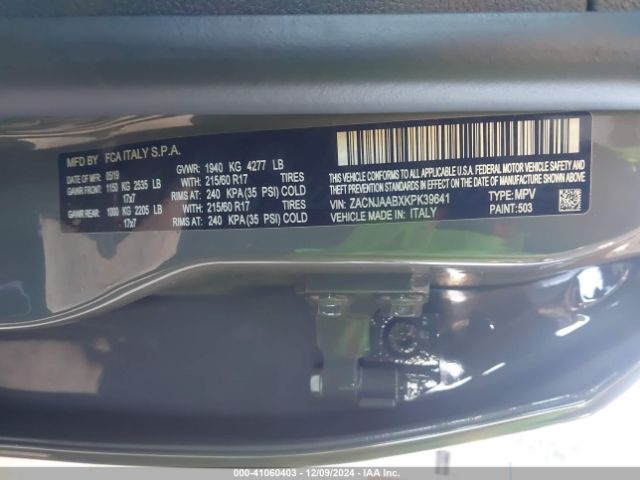 MFD BY FCA ITALY S.P.A.
DATE OF MFR: 05/19 GVWR: 1940 KG 4277 LB
GAWR FRONT: 1150 KG 2535 LB WITH: 215/60 R17
17x7 RIMS AT: 240 KPA(35 PSI) COLD
GAWR REAR: 1000 KG 2205 LB WITH: 215/60 R17
17x7 RIMS AT: 240 KPA(35 PSI) COLD
THIS VEHICLE CONFORMS TO ALL APPLICABLE U.S.A. FEDERAL MOTOR VEHICLE SAFETY,
BUMPER, AND THEFT PREVENTION STANDARDS IN EFFECT ON THE DATE OF MANUFACTURE SHOWN ABOVE.
VIN: ZACNJAABXKPK39641 TYPE: MPV
VEHICLE MADE IN: ITALY PAINT: 503
000-41060403 - 12/09/2024 - IAA Inc.